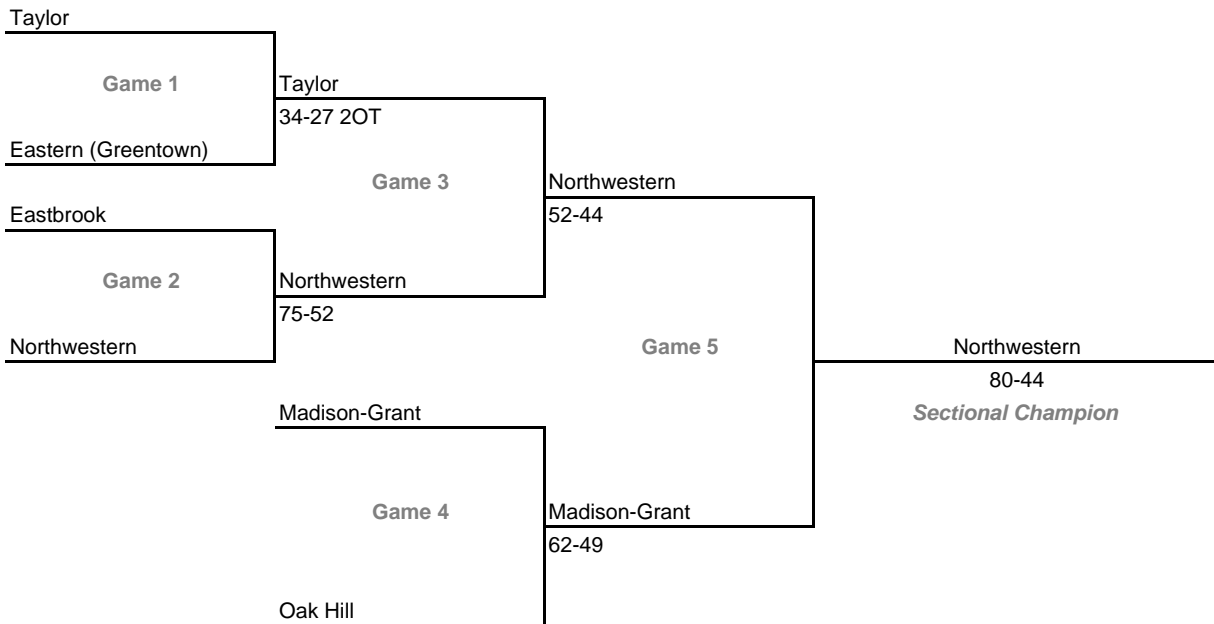 Taylor
Game 1
Taylor
34-27 2OT
Eastern (Greentown)
Game 3
Northwestern
Eastbrook
52-44
Game 2
Northwestern
75-52
Northwestern
Game 5
Northwestern
80-44
Madison-Grant
Sectional Champion
Game 4
Madison-Grant
62-49
Oak Hill